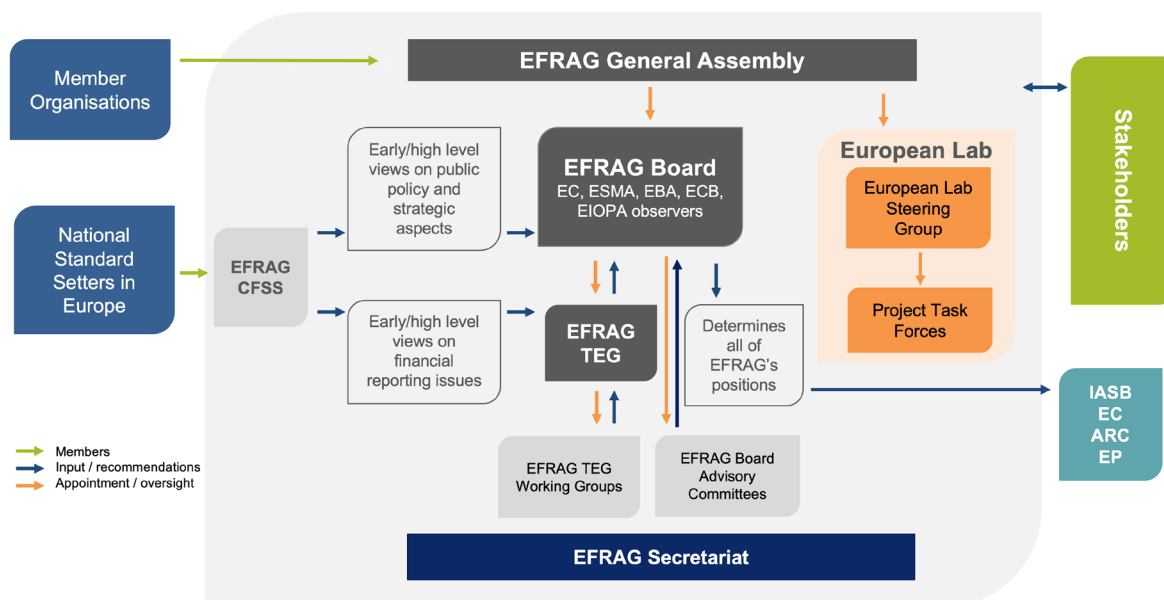 EFRAG General Assembly
Member
Organisations
Stakeholders
Early/high level
views on public
policy and
strategic
aspects
EFRAG Board
EC, ESMA, EBA, ECB,
EIOPA observers
European Lab
European Lab
Steering
Group
National
Standard
Setters in
Europe
EFRAG
CFSS
Early/high level
views on
financial
reporting issues
EFRAG
TEG
Determines
all of
EFRAG's
positions
Project Task
Forces
IASB
EC
ARC
EP
Members
Input / recommendations
Appointment / oversight
EFRAG TEG
Working Groups
EFRAG Board
Advisory
Committees
EFRAG Secretariat